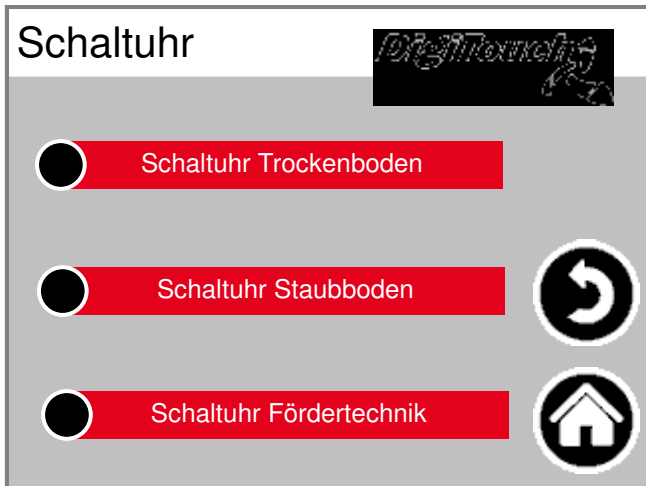 Schaltuhr
DigiTouch
Schaltuhr Trockenboden
Schaltuhr Staubboden
Schaltuhr Fördertechnik